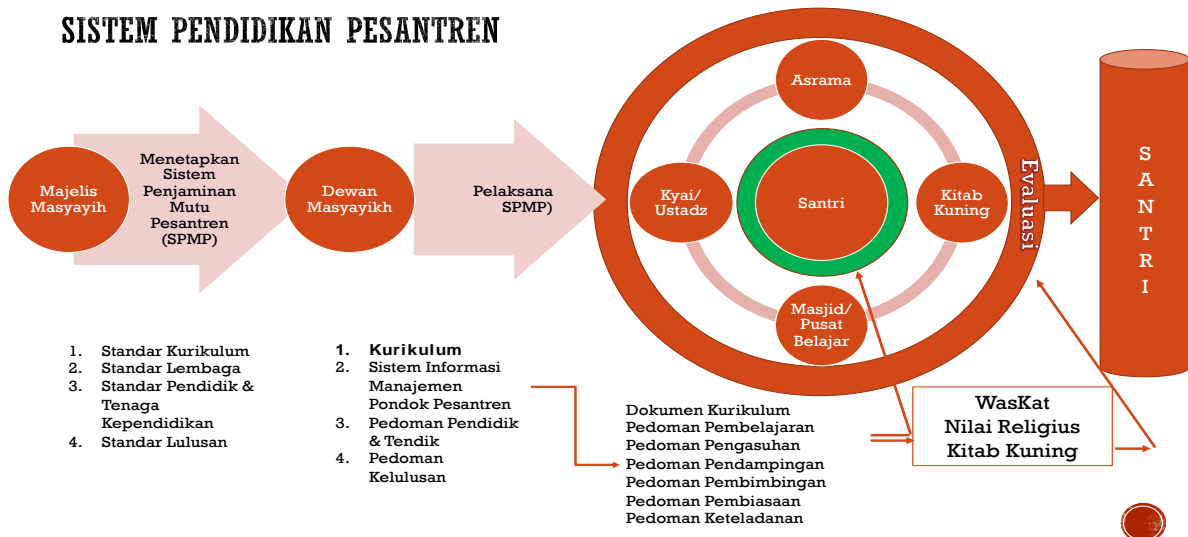 SISTEM PENDIDIKAN PESANTREN
Majelis
Masyayih
Menetapkan
Sistem
Penjaminan
Mutu
Pesantren
(SPMP)
Dewan
Masyayikh
Pelaksana
SPMP)
Asrama
Kyai/
Ustadz
Santri
Kitab
Kuning
Masjid/
Pusat
Belajar
Evaluasi
S
A
N
T
R
I
1. Standar Kurikulum
2. Standar Lembaga
3. Standar Pendidik &
Tenaga
Kependidikan
4. Standar Lulusan
1. Kurikulum
2. Sistem Informasi
Manajemen
Pondok Pesantren
3. Pedoman Pendidik
& Tendik
4. Pedoman
Kelulusan
Dokumen Kurikulum
Pedoman Pembelajaran
Pedoman Pengasuhan
Pedoman Pendampingan
Pedoman Pembimbingan
Pedoman Pembiasaan
Pedoman Keteladanan
WasKat
Nilai Religius
Kitab Kuning